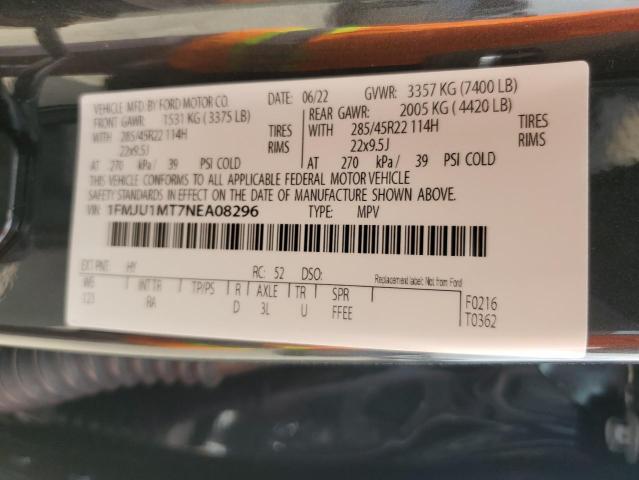 VEHICLE MFD. BY FORD MOTOR CO. DATE: 06/22 GVWR: 3357 KG (7400 LB)
FRONT GAWR: 1531 KG (3375 LB) REAR GAWR: 2005 KG (4420 LB)
WITH 285/45R22 114H TIRES WITH 285/45R22 114H TIRES
22x9.5J RIMS 22x9.5J RIMS
AT 270 kPa/ 39 PSI COLD AT 270 kPa/ 39 PSI COLD
THIS VEHICLE CONFORMS TO ALL APPLICABLE FEDERAL MOTOR VEHICLE
SAFETY STANDARDS IN EFFECT ON THE DATE OF MANUFACTURE SHOWN ABOVE.
VIN: 1FMJU1MT7NEA08296 TYPE: MPV
EXT PNT: HY RC: 52 DSO: Replacement label: Not from Ford
WB INT TR TP/PS R AXLE TR SPR F0216
RA D 3L U FFEE T0362